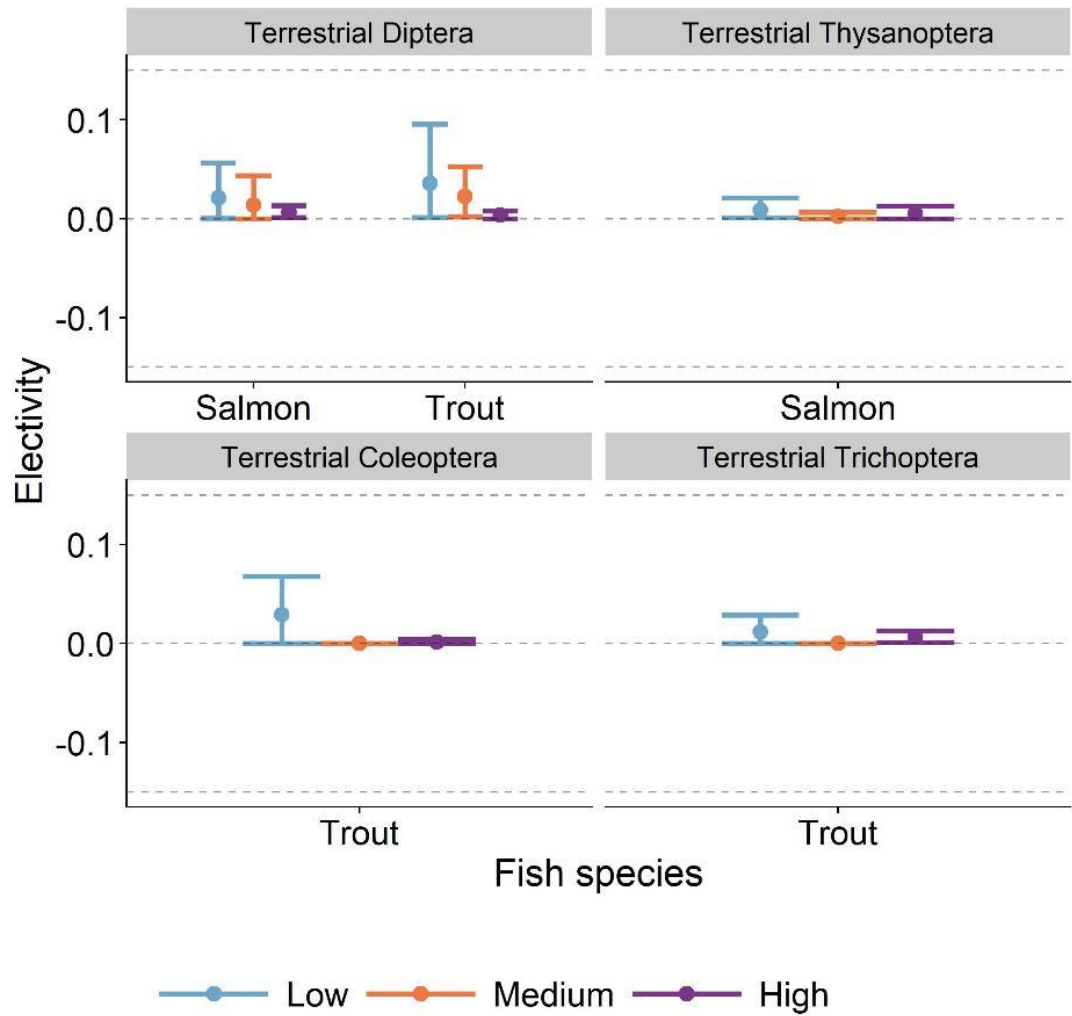 Terrestrial Diptera
Terrestrial Thysanoptera
0.1
0.0
-0.1
Salmon
Trout
Salmon
Electivity
Terrestrial Coleoptera
Terrestrial Trichoptera
0.1
0.0
-0.1
Trout
Trout
Fish species
Low
Medium
High